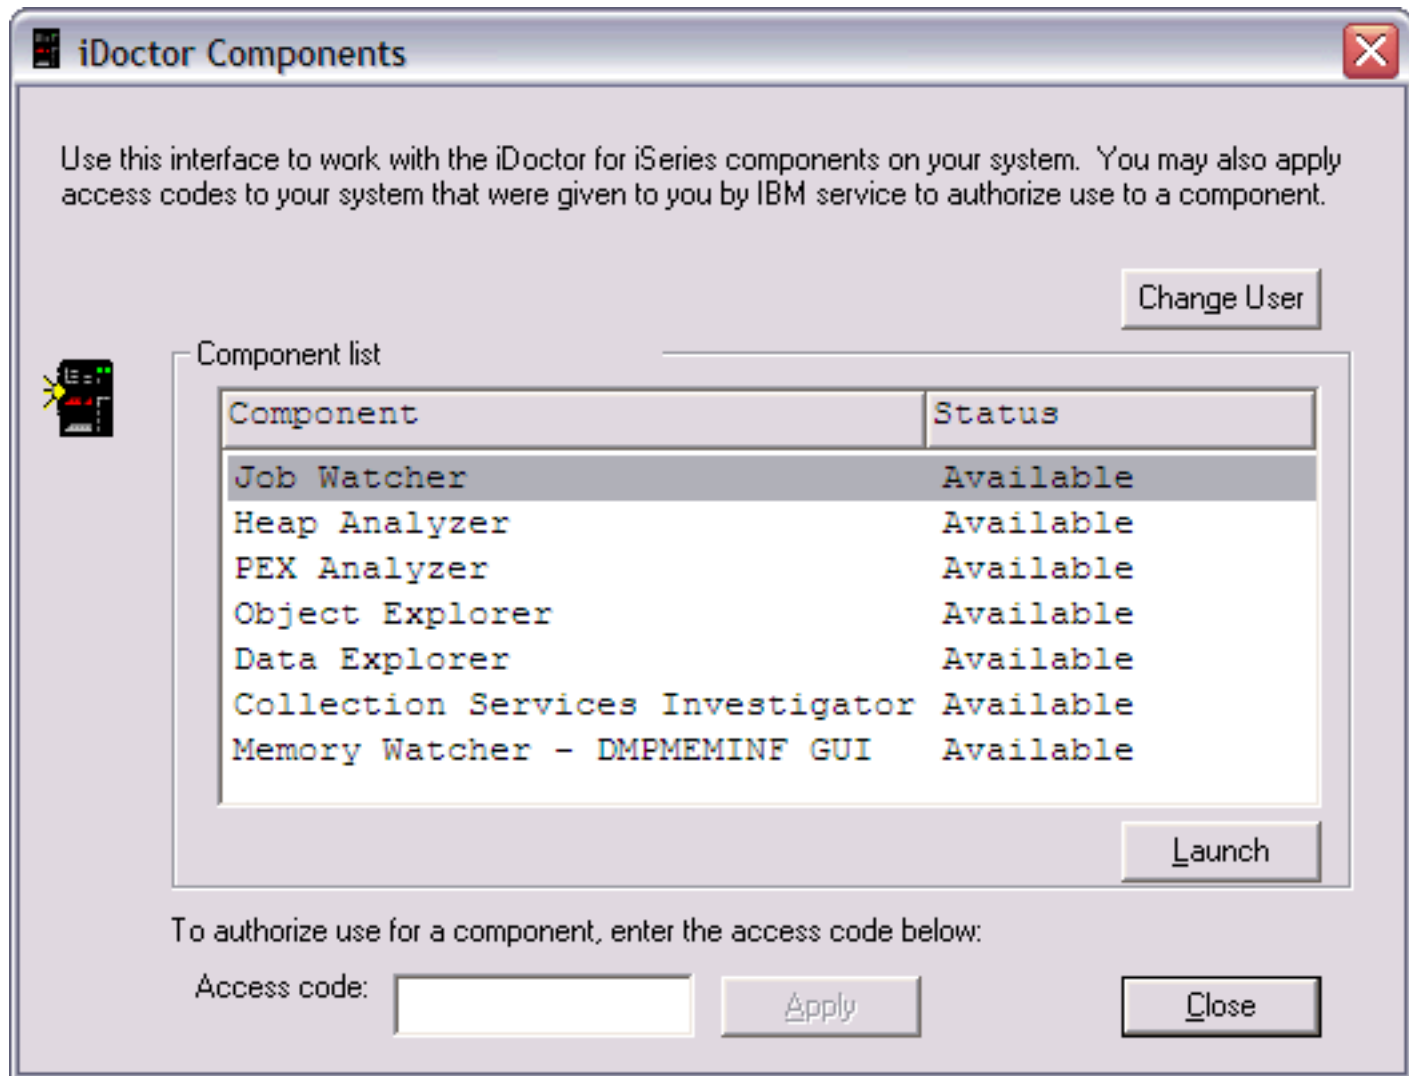 iDoctor Components
Use this interface to work with the iDoctor for iSeries components on your system.  You may also apply
access codes to your system that were given to you by IBM service to authorize use to a component.
Change User
Component list
Component Status
Job Watcher Available
Heap Analyzer Available
PEX Analyzer Available
Object Explorer Available
Data Explorer Available
Collection Services Investigator Available
Memory Watcher - DMPMEMINF GUI Available
Launch
To authorize use for a component, enter the access code below:
Access code: Apply Close